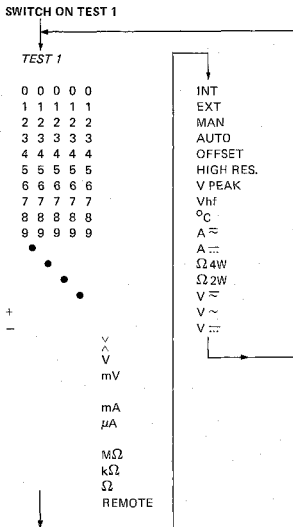 SWITCH ON TEST 1
TEST 1
0 0 0 0 0
1 1 1 1 1
2 2 2 2 2
3 3 3 3 3
4 4 4 4 4
5 5 5 5 5
6 6 6 6 6
7 7 7 7 7
8 8 8 8 8
9 9 9 9 9
+
−
V
mV
mA
µA
MΩ
kΩ
Ω
REMOTE
INT
EXT
MAN
AUTO
OFFSET
HIGH RES.
V PEAK
Vhf
°C
A ≂
A ⎓
Ω 4W
Ω 2W
V ≂
V ~
V ⎓